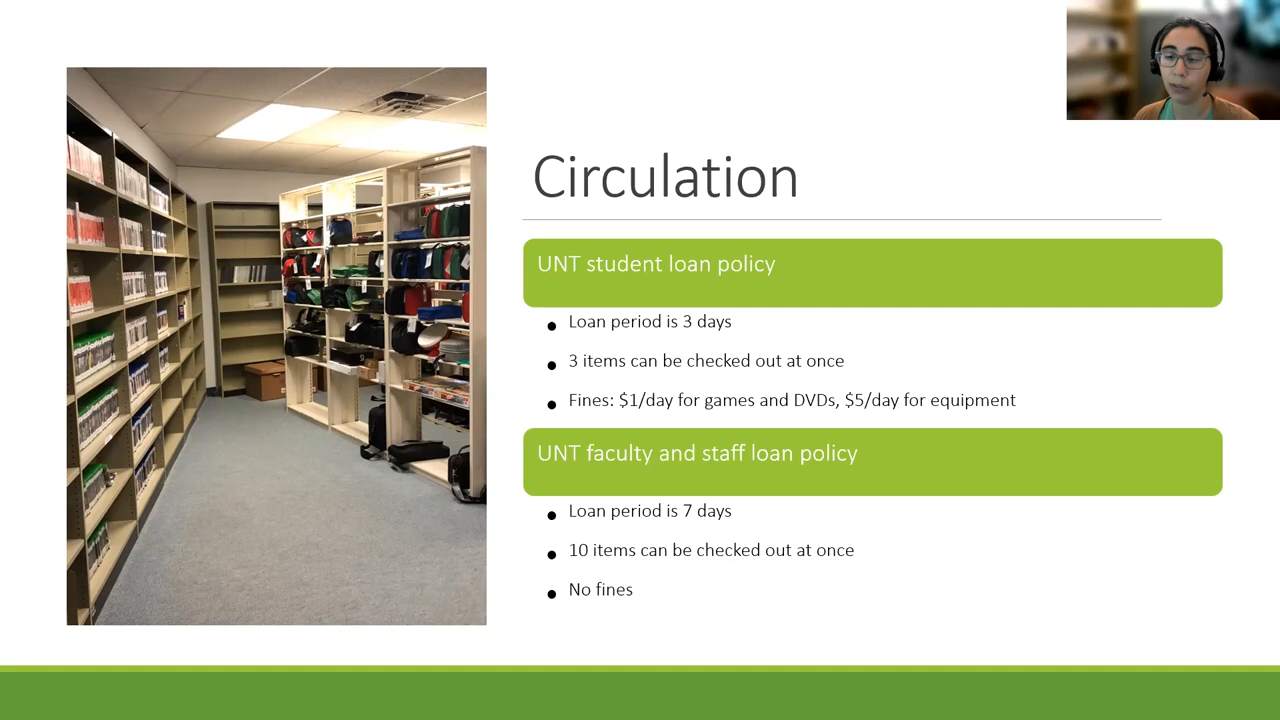 Circulation
UNT student loan policy
Loan period is 3 days
3 items can be checked out at once
Fines: $1/day for games and DVDs, $5/day for equipment
UNT faculty and staff loan policy
Loan period is 7 days
10 items can be checked out at once
No fines